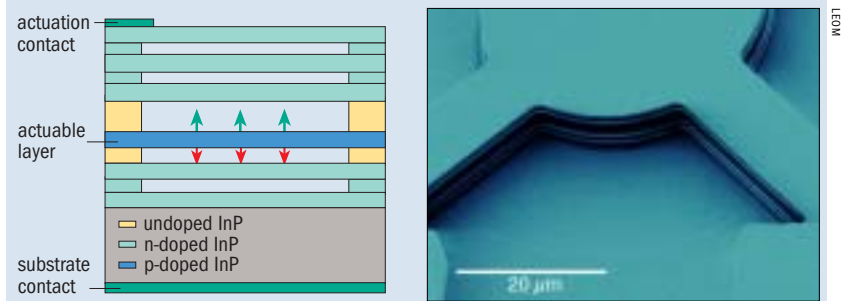 actuation
contact
actuable
layer
undoped InP
n-doped InP
p-doped InP
substrate
contact
20 µm
LEOM